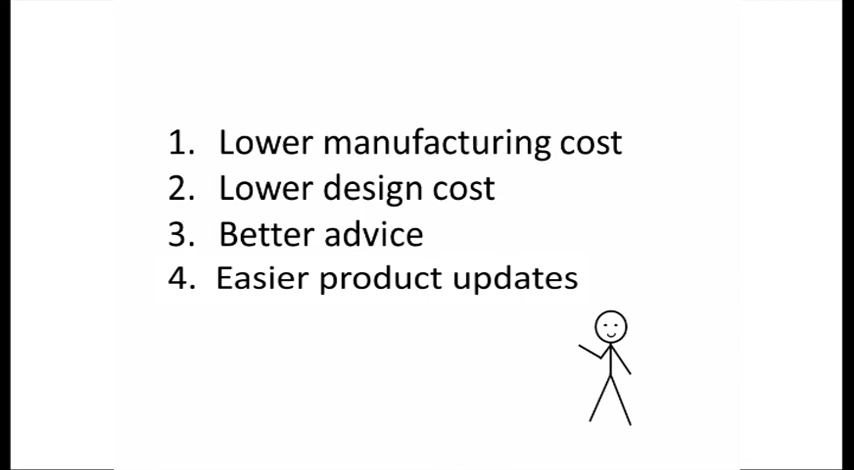 1. Lower manufacturing cost
2. Lower design cost
3. Better advice
4. Easier product updates